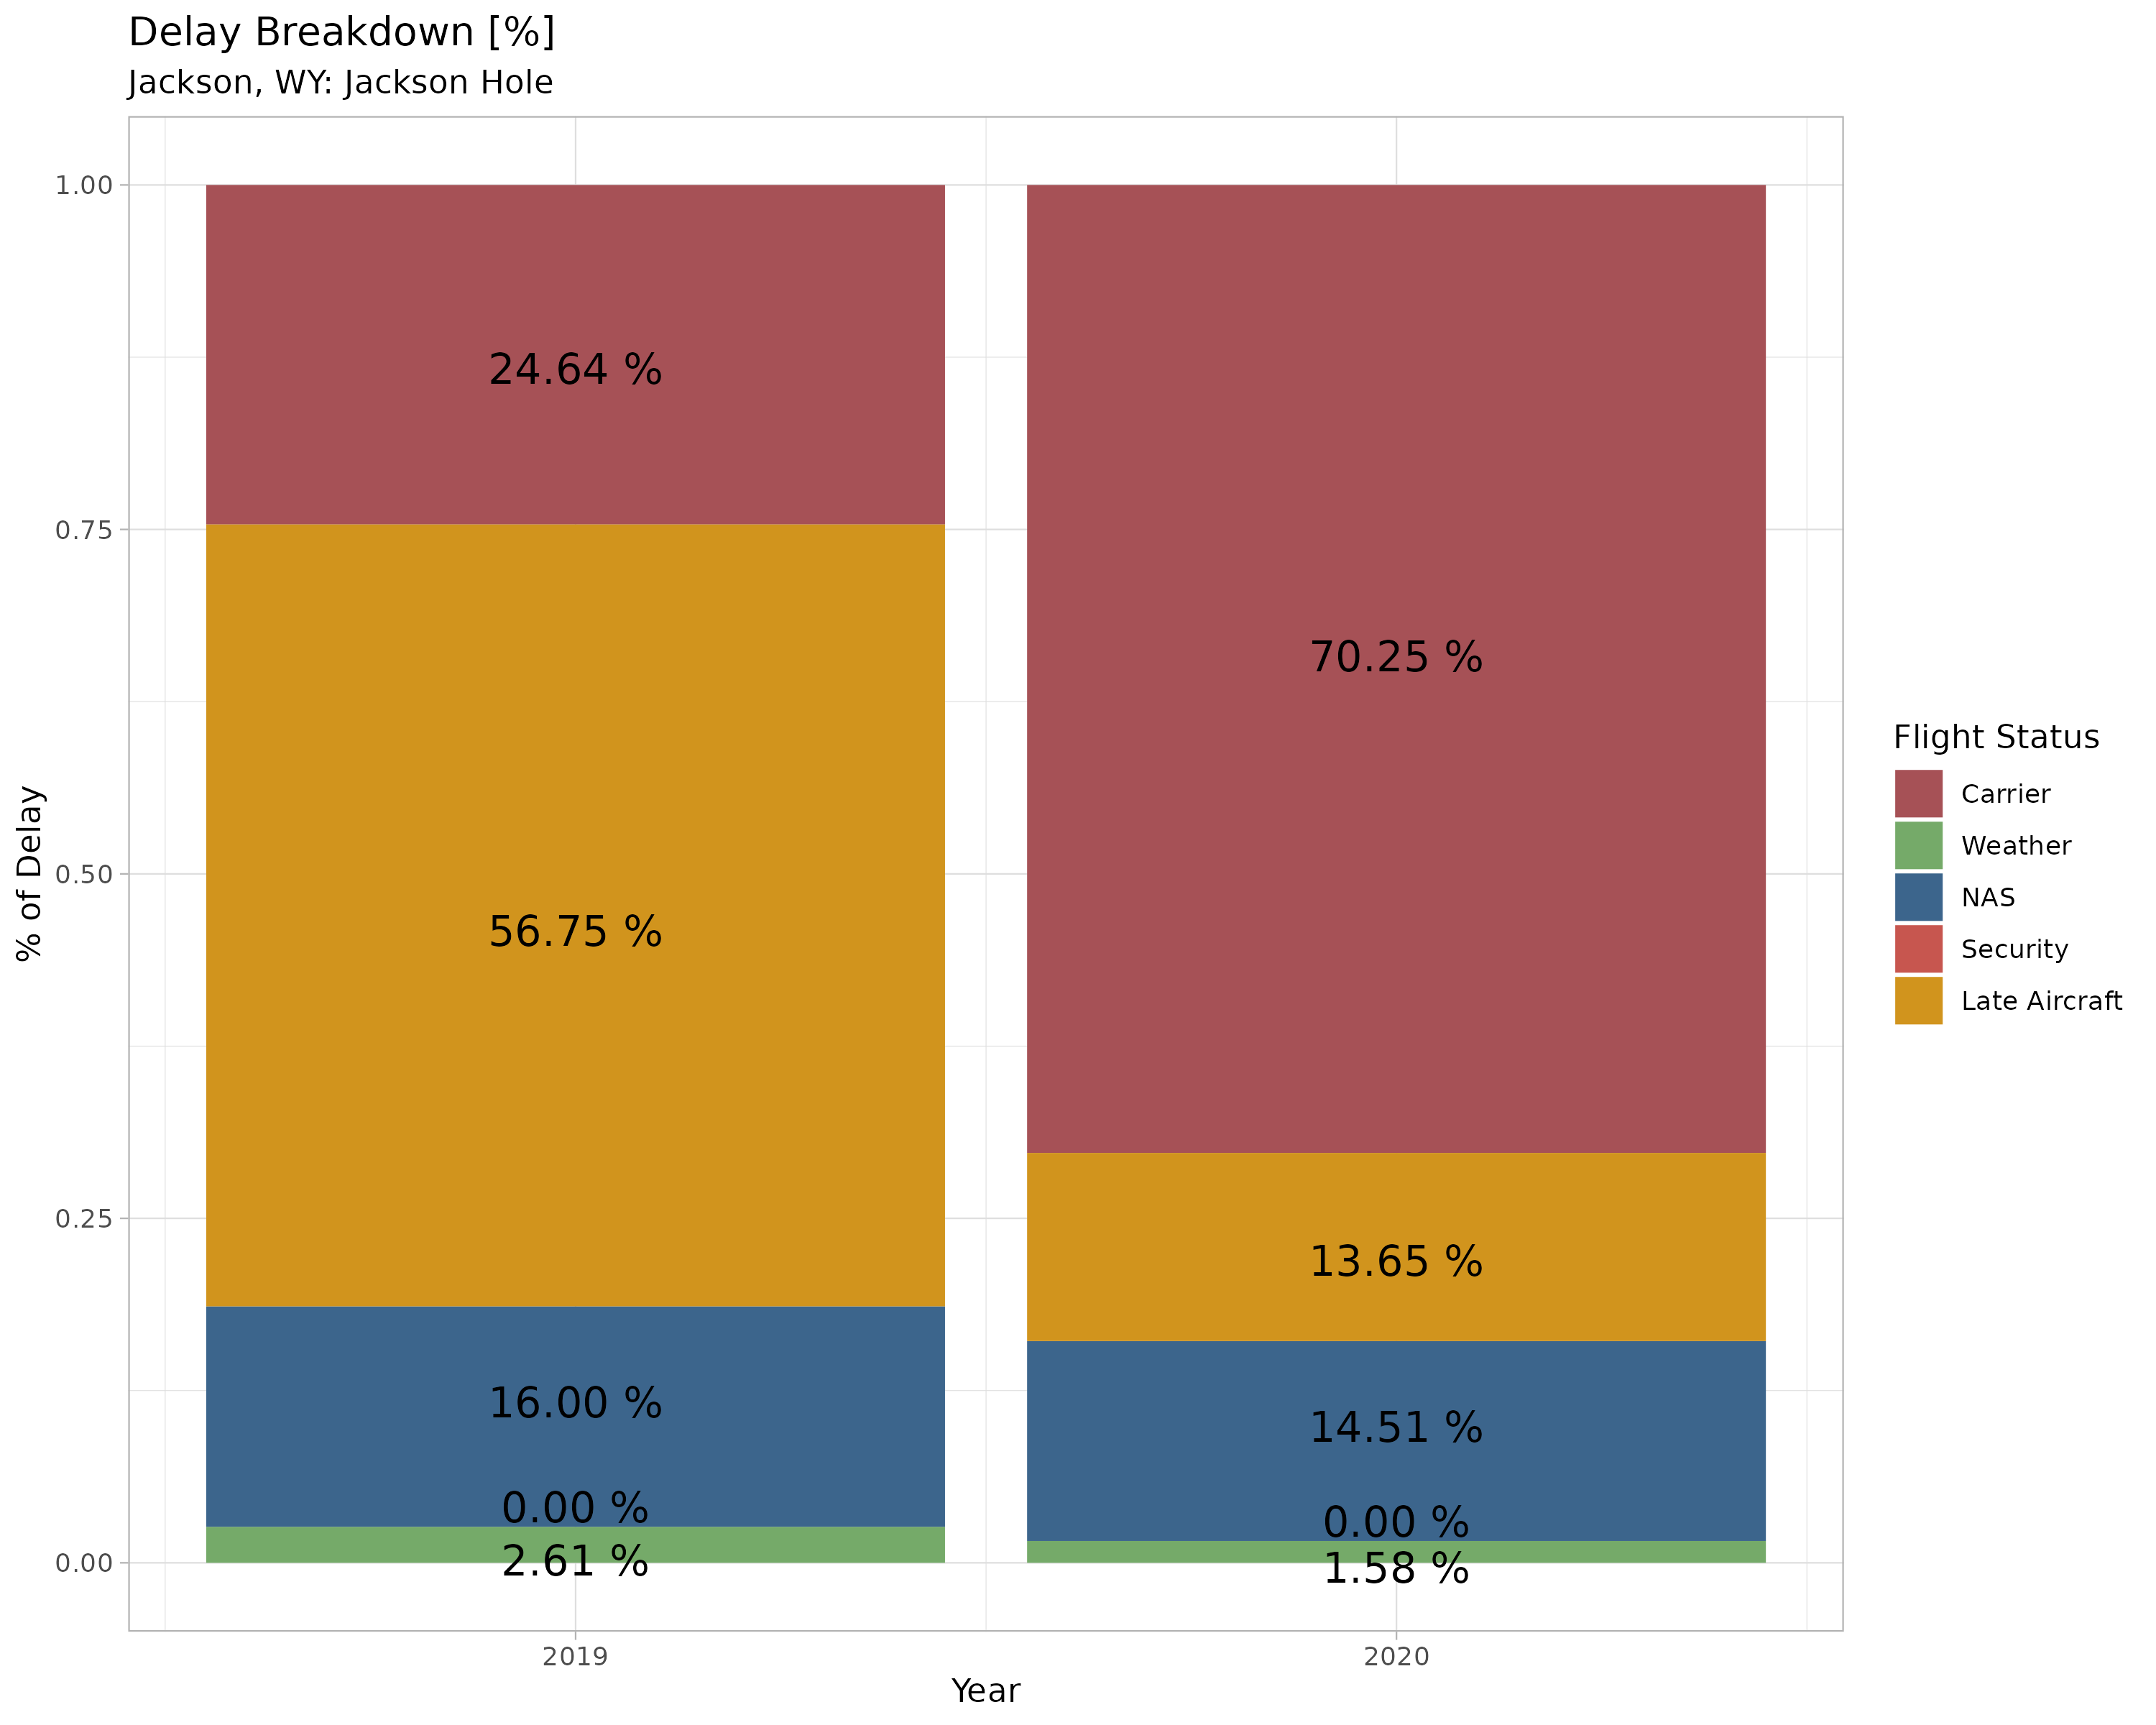 Delay Breakdown [%]
Jackson, WY: Jackson Hole
% of Delay
1.00
0.75
0.50
0.25
0.00
24.64 %
56.75 %
16.00 %
0.00 %
2.61 %
70.25 %
13.65 %
14.51 %
0.00 %
1.58 %
2019
2020
Year
Flight Status
Carrier
Weather
NAS
Security
Late Aircraft